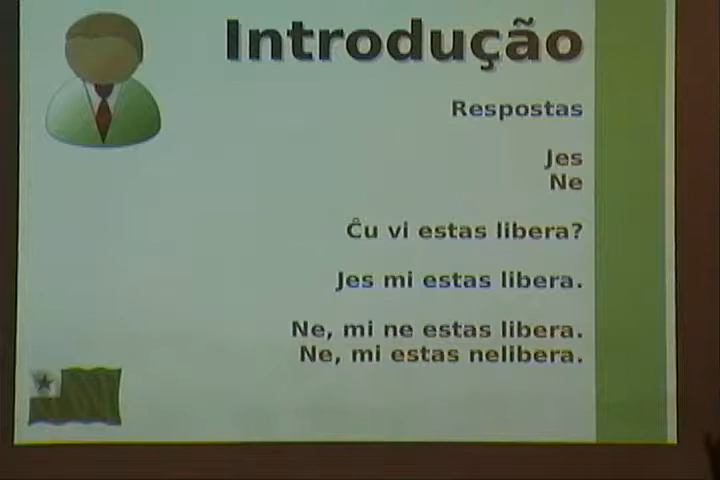 Introdução
Respostas
Jes
Ne
Ĉu vi estas libera?
Jes mi estas libera.
Ne, mi ne estas libera.
Ne, mi estas nelibera.